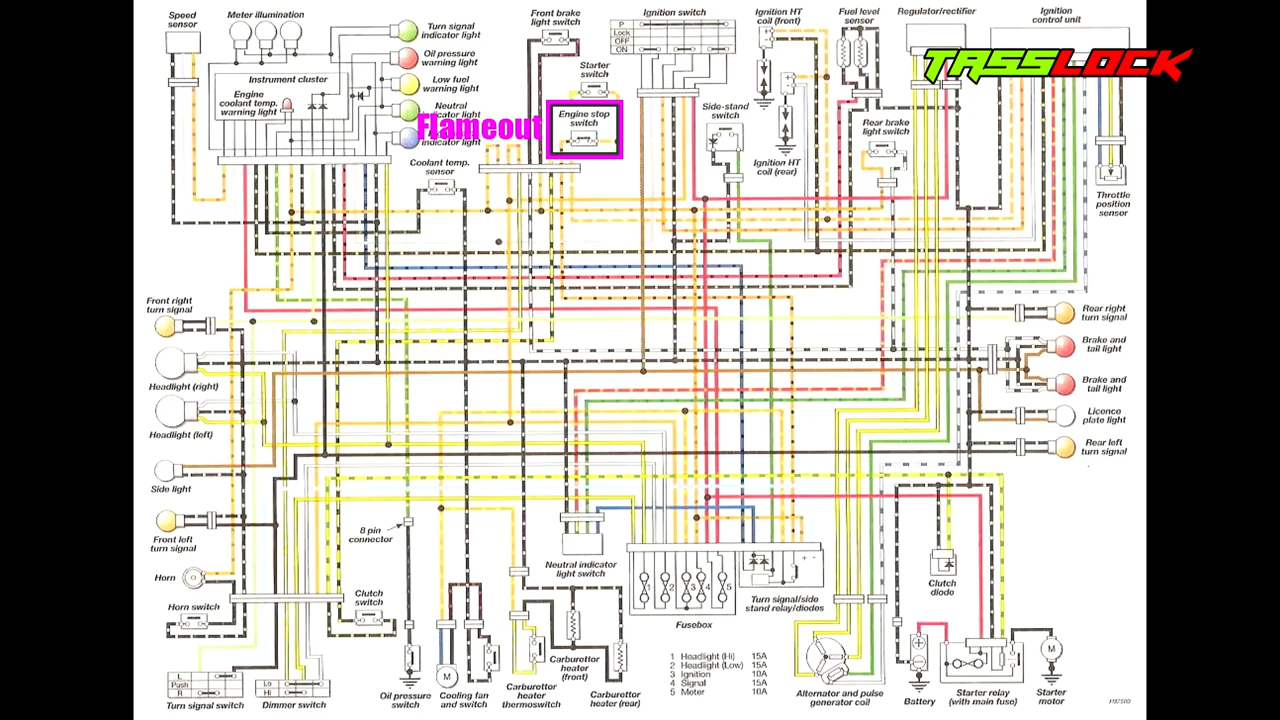 Speed
sensor
Meter illumination
Turn signal
indicator light
Oil pressure
warning light
Low fuel
warning light
Neutral
indicator light
indicator light
Instrument cluster
Engine
coolant temp.
warning light
Flameout
Front brake
light switch
Starter
switch
Engine stop
switch
Coolant temp.
sensor
Ignition switch
P
Lock
OFF
ON
Side-stand
switch
Ignition HT
coil (front)
Ignition HT
coil (rear)
Fuel level
sensor
Rear brake
light switch
Regulator/rectifier
Ignition
control unit
TASSLOCK
Throttle
position
sensor
Front right
turn signal
Headlight (right)
Headlight (left)
Side light
Front left
turn signal
Horn
Horn switch
L
Push
R
Turn signal switch
Lo
Hi
Dimmer switch
Clutch
switch
8 pin
connector
Oil pressure
switch
M
Cooling fan
and switch
Carburettor
heater
thermoswitch
Carburettor
heater
(front)
Carburettor
heater (rear)
Neutral indicator
light switch
1
2
3
4
5
Fusebox
+ -
Turn signal/side
stand relay/diodes
1 Headlight (Hi) 15A
2 Headlight (Low) 15A
3 Ignition 10A
4 Signal 15A
5 Meter 10A
Rear right
turn signal
Brake and
tail light
Brake and
tail light
Licence
plate light
Rear left
turn signal
Clutch
diode
Alternator and pulse
generator coil
Battery
Starter relay
(with main fuse)
M
Starter
motor